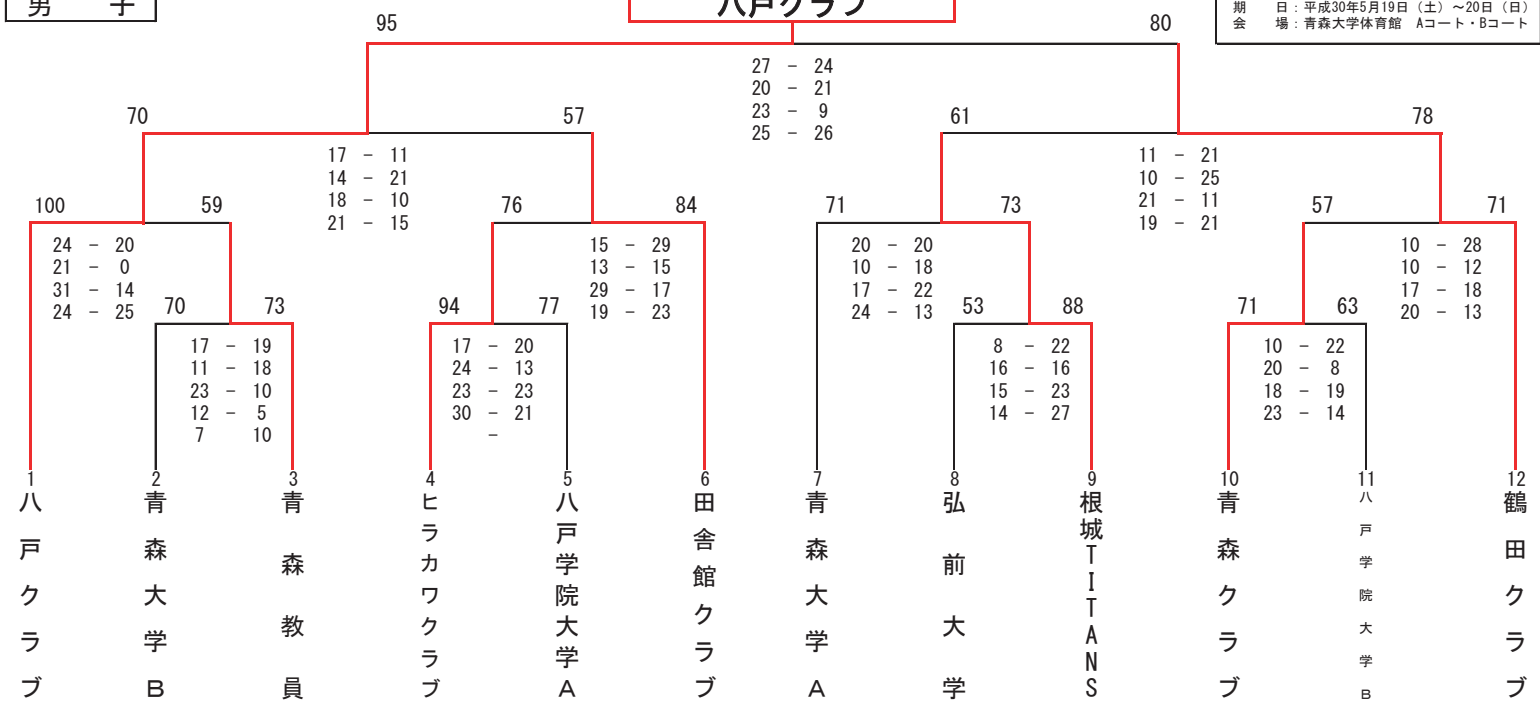 男 子
八戸クラブ
期 日：平成30年5月19日（土）～20日（日）
会 場：青森大学体育館 Aコート・Bコート
95 80
27 － 24
20 － 21
23 － 9
25 － 26
70 57 61 78
17 － 11
14 － 21
18 － 10
21 － 15
11 － 21
10 － 25
21 － 11
19 － 21
100 59 76 84 71 73 57 71
24 － 20
21 － 0
31 － 14
24 － 25
15 － 29
13 － 15
29 － 17
19 － 23
20 － 20
10 － 18
17 － 22
24 － 13
10 － 28
10 － 12
17 － 18
20 － 13
70 73 94 77 53 88 71 63
17 － 19
11 － 18
23 － 10
12 － 5
7 10
17 － 20
24 － 13
23 － 23
30 － 21
－
8 － 22
16 － 16
15 － 23
14 － 27
10 － 22
20 － 8
18 － 19
23 － 14
1
八戸クラブ
2
青森大学B
3
青森教員
4
ヒラカワクラブ
5
八戸学院大学A
6
田舎館クラブ
7
青森大学A
8
弘前大学
9
根城TITANS
10
青森クラブ
11
八戸学院大学B
12
鶴田クラブ